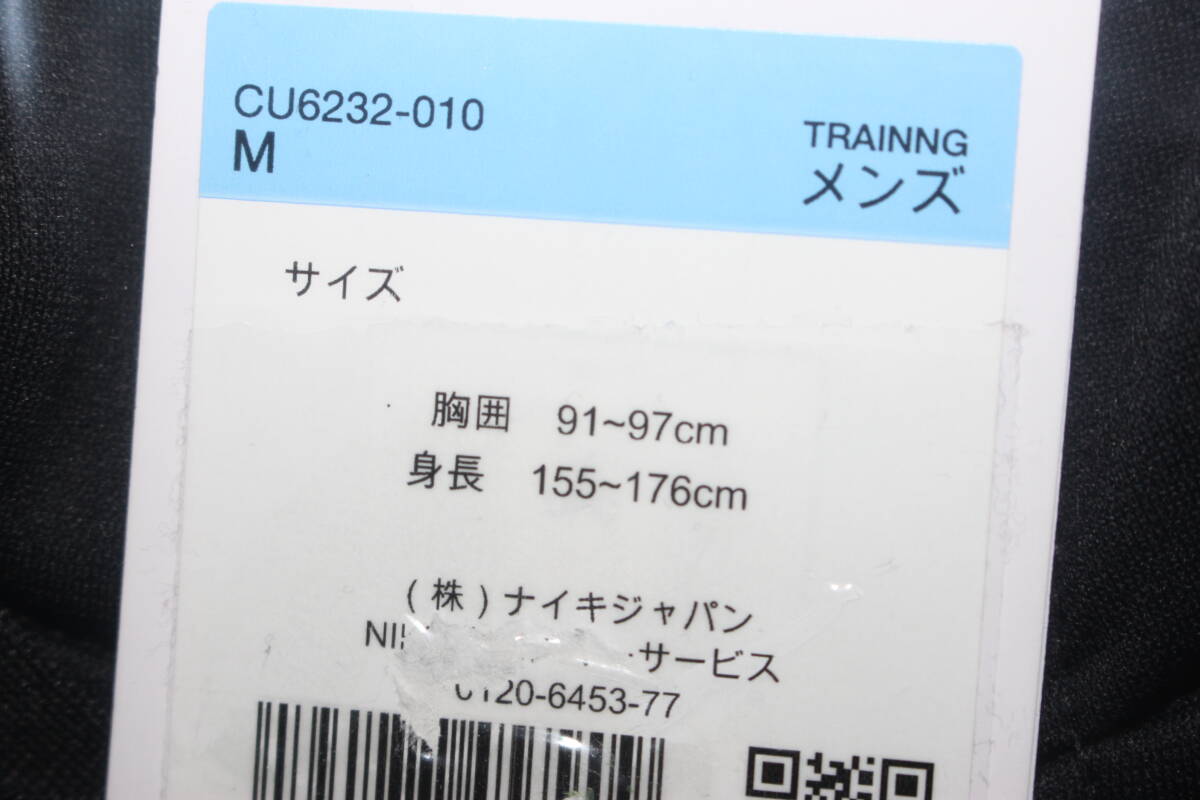 CU6232-010
M
TRAINNG
メンズ
サイズ
胸囲 91~97cm
身長 155~176cm
(株)ナイキジャパン
サービス
0120-6453-77